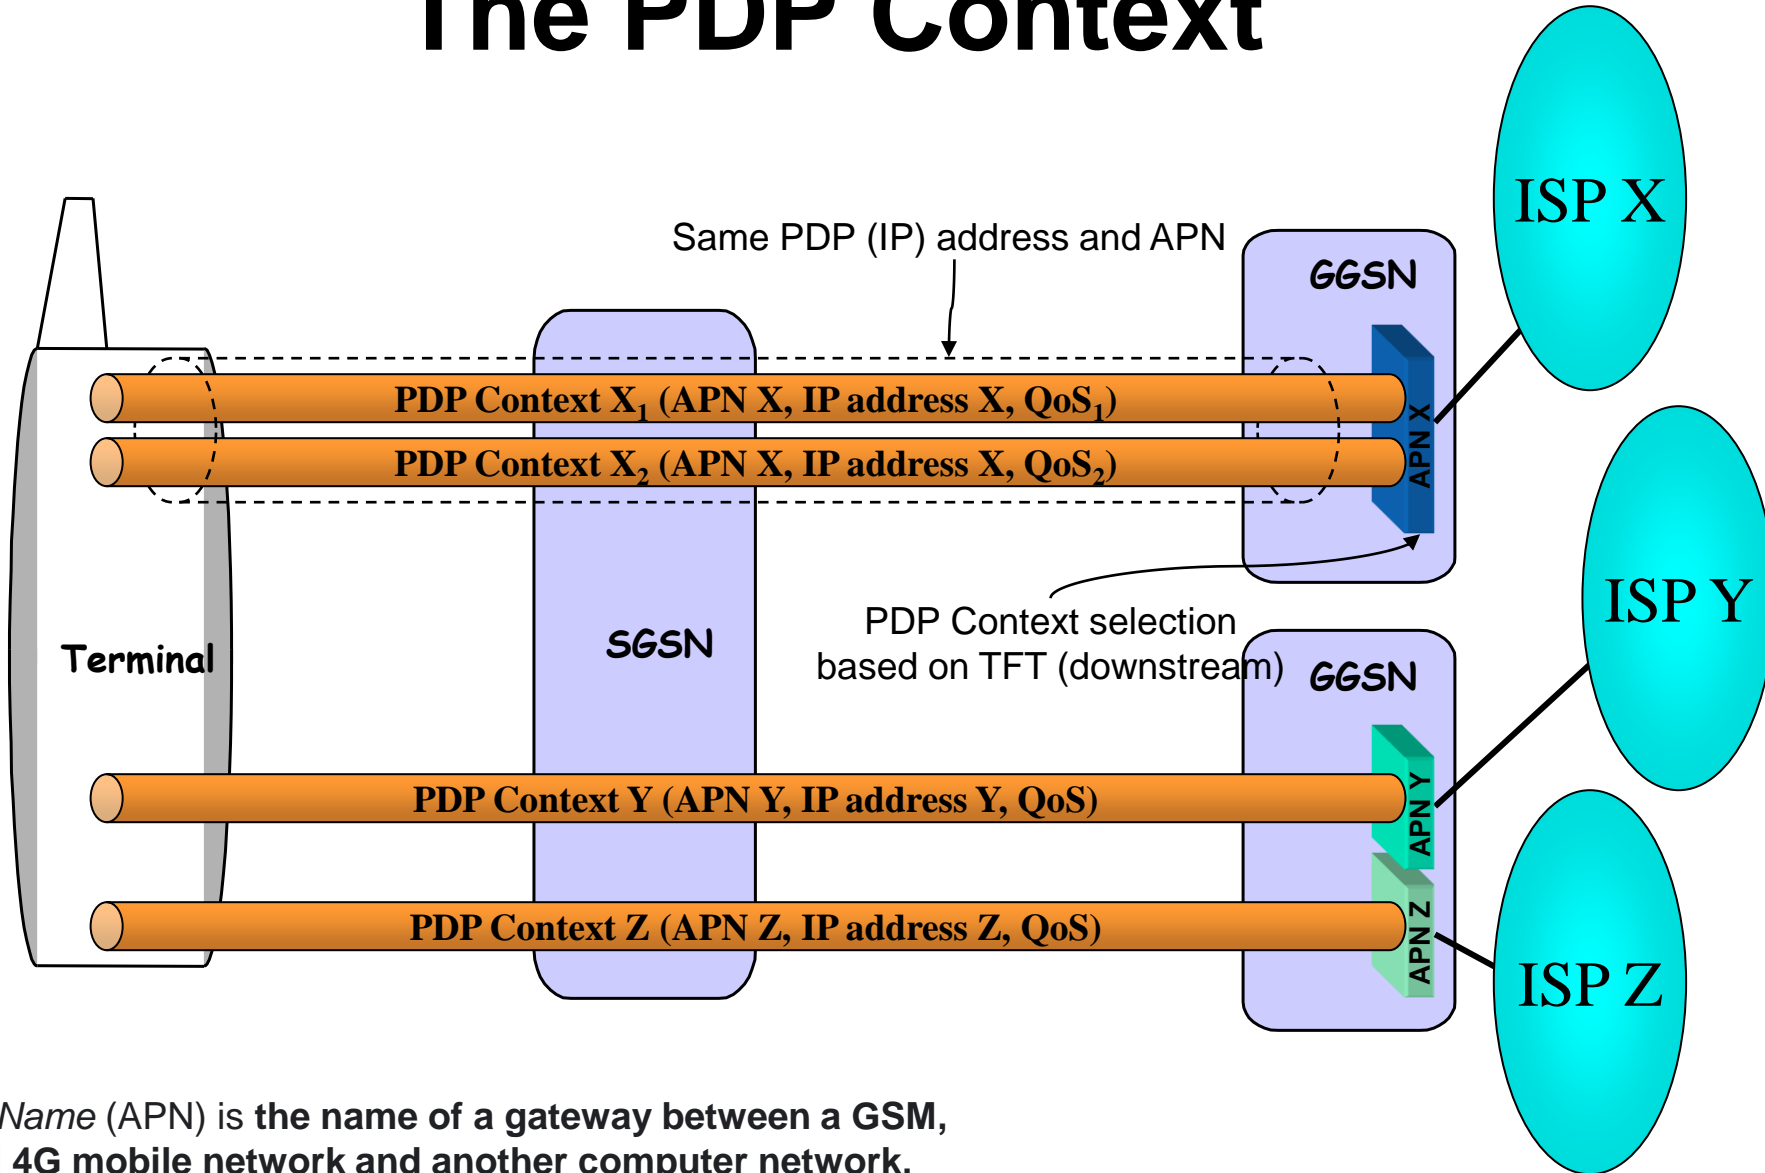 The PDP Context
ISP X
Same PDP (IP) address and APN
GGSN
PDP Context X1 (APN X, IP address X, QoS1)
PDP Context X2 (APN X, IP address X, QoS2)
APN X
ISP Y
PDP Context selection
based on TFT (downstream)
Terminal
SGSN
GGSN
PDP Context Y (APN Y, IP address Y, QoS)
APN Y
PDP Context Z (APN Z, IP address Z, QoS)
APN Z
ISP Z
Name (APN) is the name of a gateway between a GSM,
4G mobile network and another computer network.